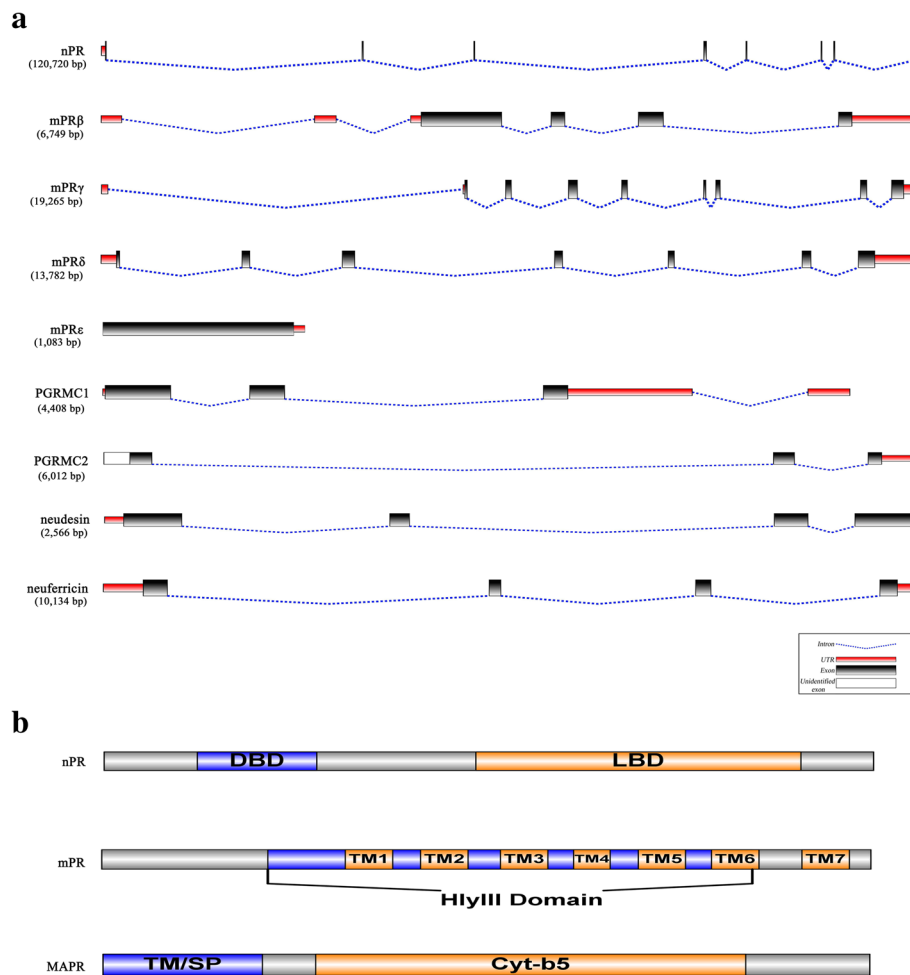 a
nPR
(120,720 bp)
mPRβ
(6,749 bp)
mPRγ
(19,265 bp)
mPRδ
(13,782 bp)
mPRε
(1,083 bp)
PGRMC1
(4,408 bp)
PGRMC2
(6,012 bp)
neudesin
(2,566 bp)
neuferricin
(10,134 bp)
Intron
UTR
Exon
Unidentified
exon
b
nPR
DBD
LBD
mPR
TM1
TM2
TM3
TM4
TM5
TM6
TM7
HlyIII Domain
MAPR
TM/SP
Cyt-b5